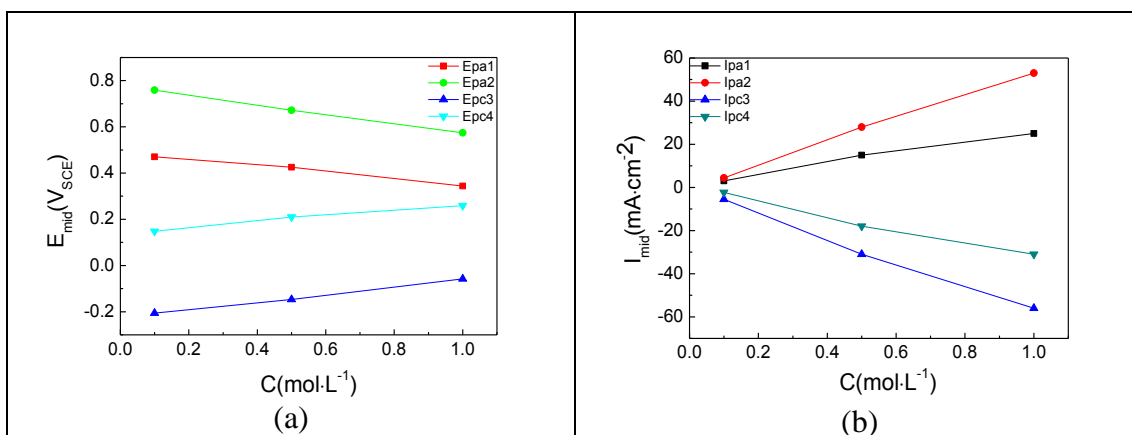 0.8
0.6
0.4
0.2
0.0
-0.2
E_mid(V_SCE)
0.0 0.2 0.4 0.6 0.8 1.0
C(mol·L⁻¹)
Epa1
Epa2
Epc3
Epc4
(a)
60
40
20
0
-20
-40
-60
I_mid(mA·cm⁻²)
0.0 0.2 0.4 0.6 0.8 1.0
C(mol·L⁻¹)
Ipa1
Ipa2
Ipc3
Ipc4
(b)